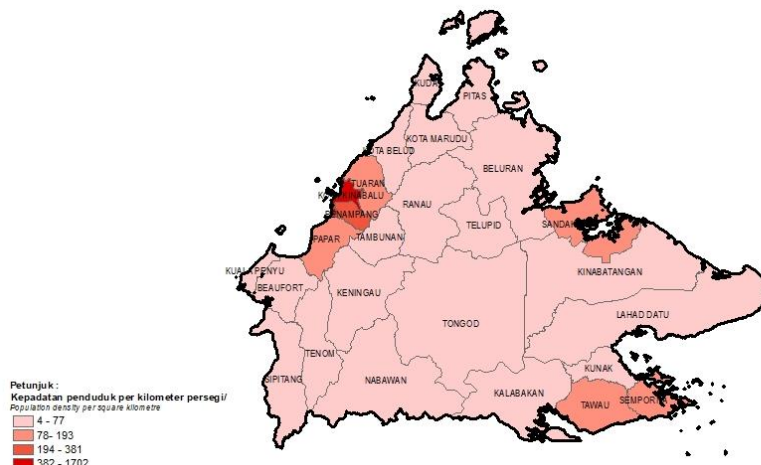 KUDAT
PITAS
KOTA MARUDU
KOTA BELUD
BELURAN
TUARAN
KOTA KINABALU
RANAU
PENAMPANG
TELUPID
SANDAKAN
PAPAR
TAMBUNAN
KUALA PENYU
KINABATANGAN
BEAUFORT
KENINGAU
LAHAD DATU
TONGOD
TENOM
KUNAK
SIPITANG
NABAWAN
KALABAKAN
TAWAU
SEMPORNA
Petunjuk :
Kepadatan penduduk per kilometer persegi/
Population density per square kilometre
4 - 77
78- 193
194 - 381
382 - 1702